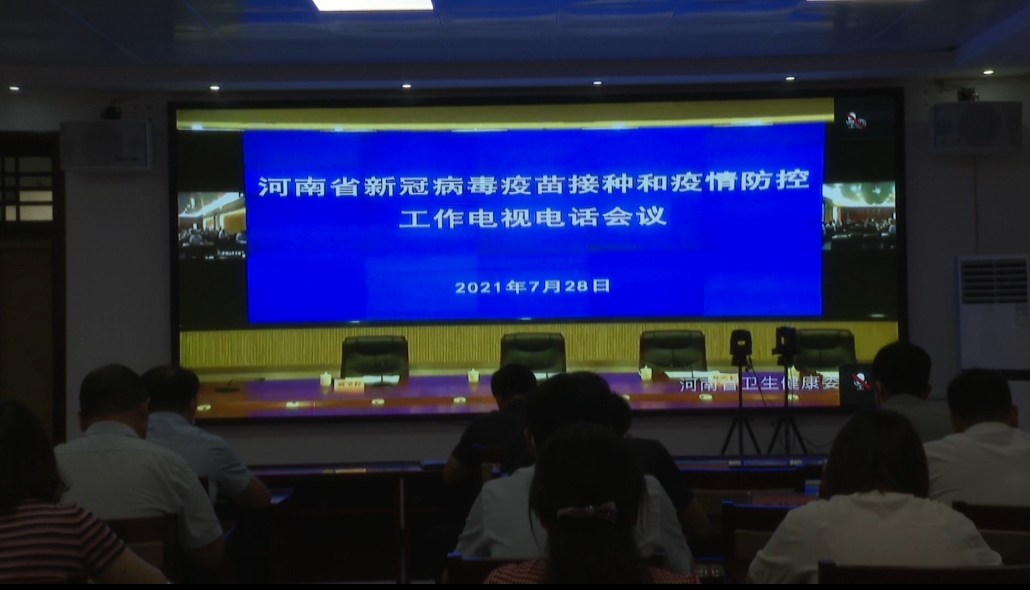 河南省新冠病毒疫苗接种和疫情防控
工作电视电话会议
2021年7月28日
河南省卫生健康委